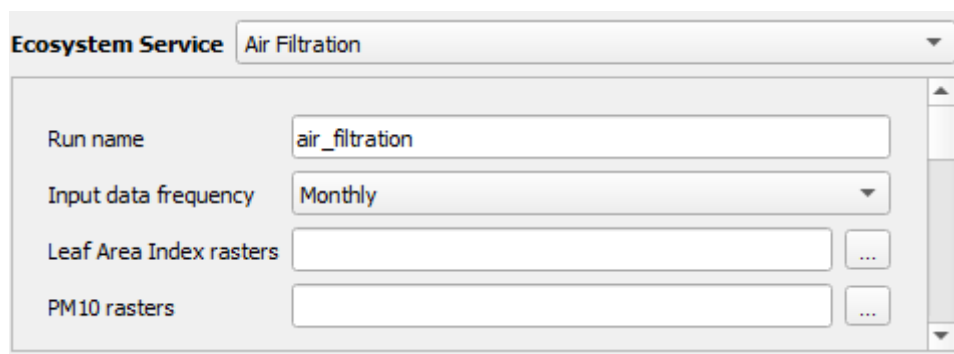 Ecosystem Service Air Filtration
Run name air_filtration
Input data frequency Monthly
Leaf Area Index rasters ...
PM10 rasters ...